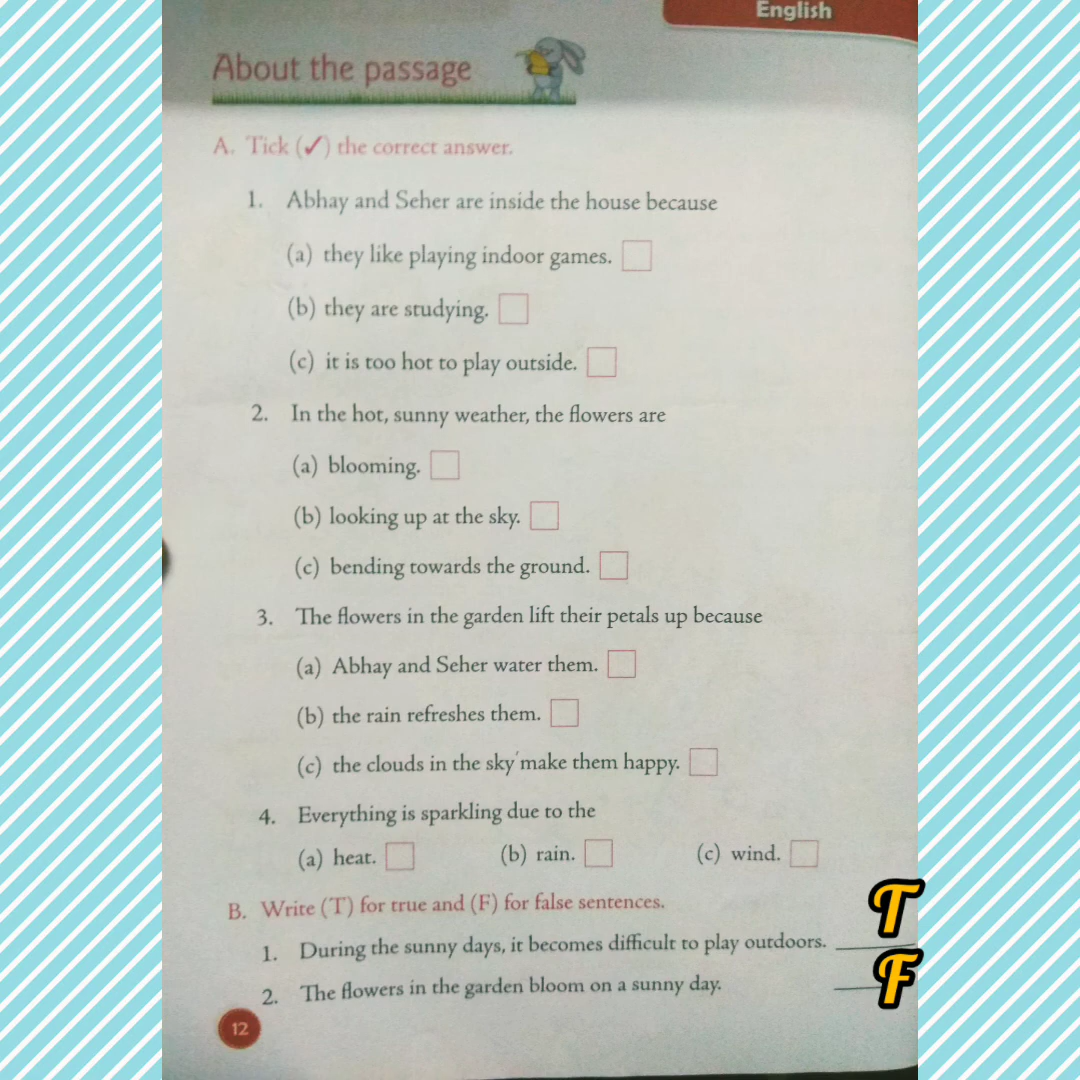 English
About the passage
A. Tick (✓) the correct answer.
1. Abhay and Seher are inside the house because
(a) they like playing indoor games.
(b) they are studying.
(c) it is too hot to play outside.
2. In the hot, sunny weather, the flowers are
(a) blooming.
(b) looking up at the sky.
(c) bending towards the ground.
3. The flowers in the garden lift their petals up because
(a) Abhay and Seher water them.
(b) the rain refreshes them.
(c) the clouds in the sky make them happy.
4. Everything is sparkling due to the
(a) heat. (b) rain. (c) wind.
B. Write (T) for true and (F) for false sentences.
1. During the sunny days, it becomes difficult to play outdoors. T
2. The flowers in the garden bloom on a sunny day. F
12